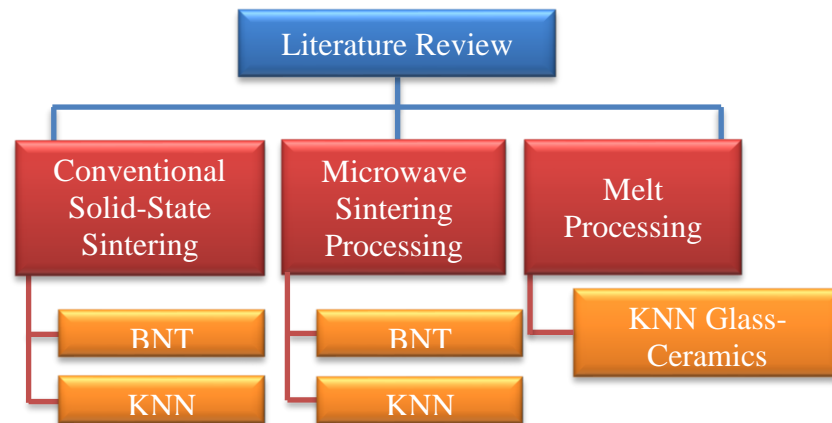 Literature Review
Conventional
Solid-State
Sintering
Microwave
Sintering
Processing
Melt
Processing
BNT
KNN
BNT
KNN
KNN Glass-
Ceramics